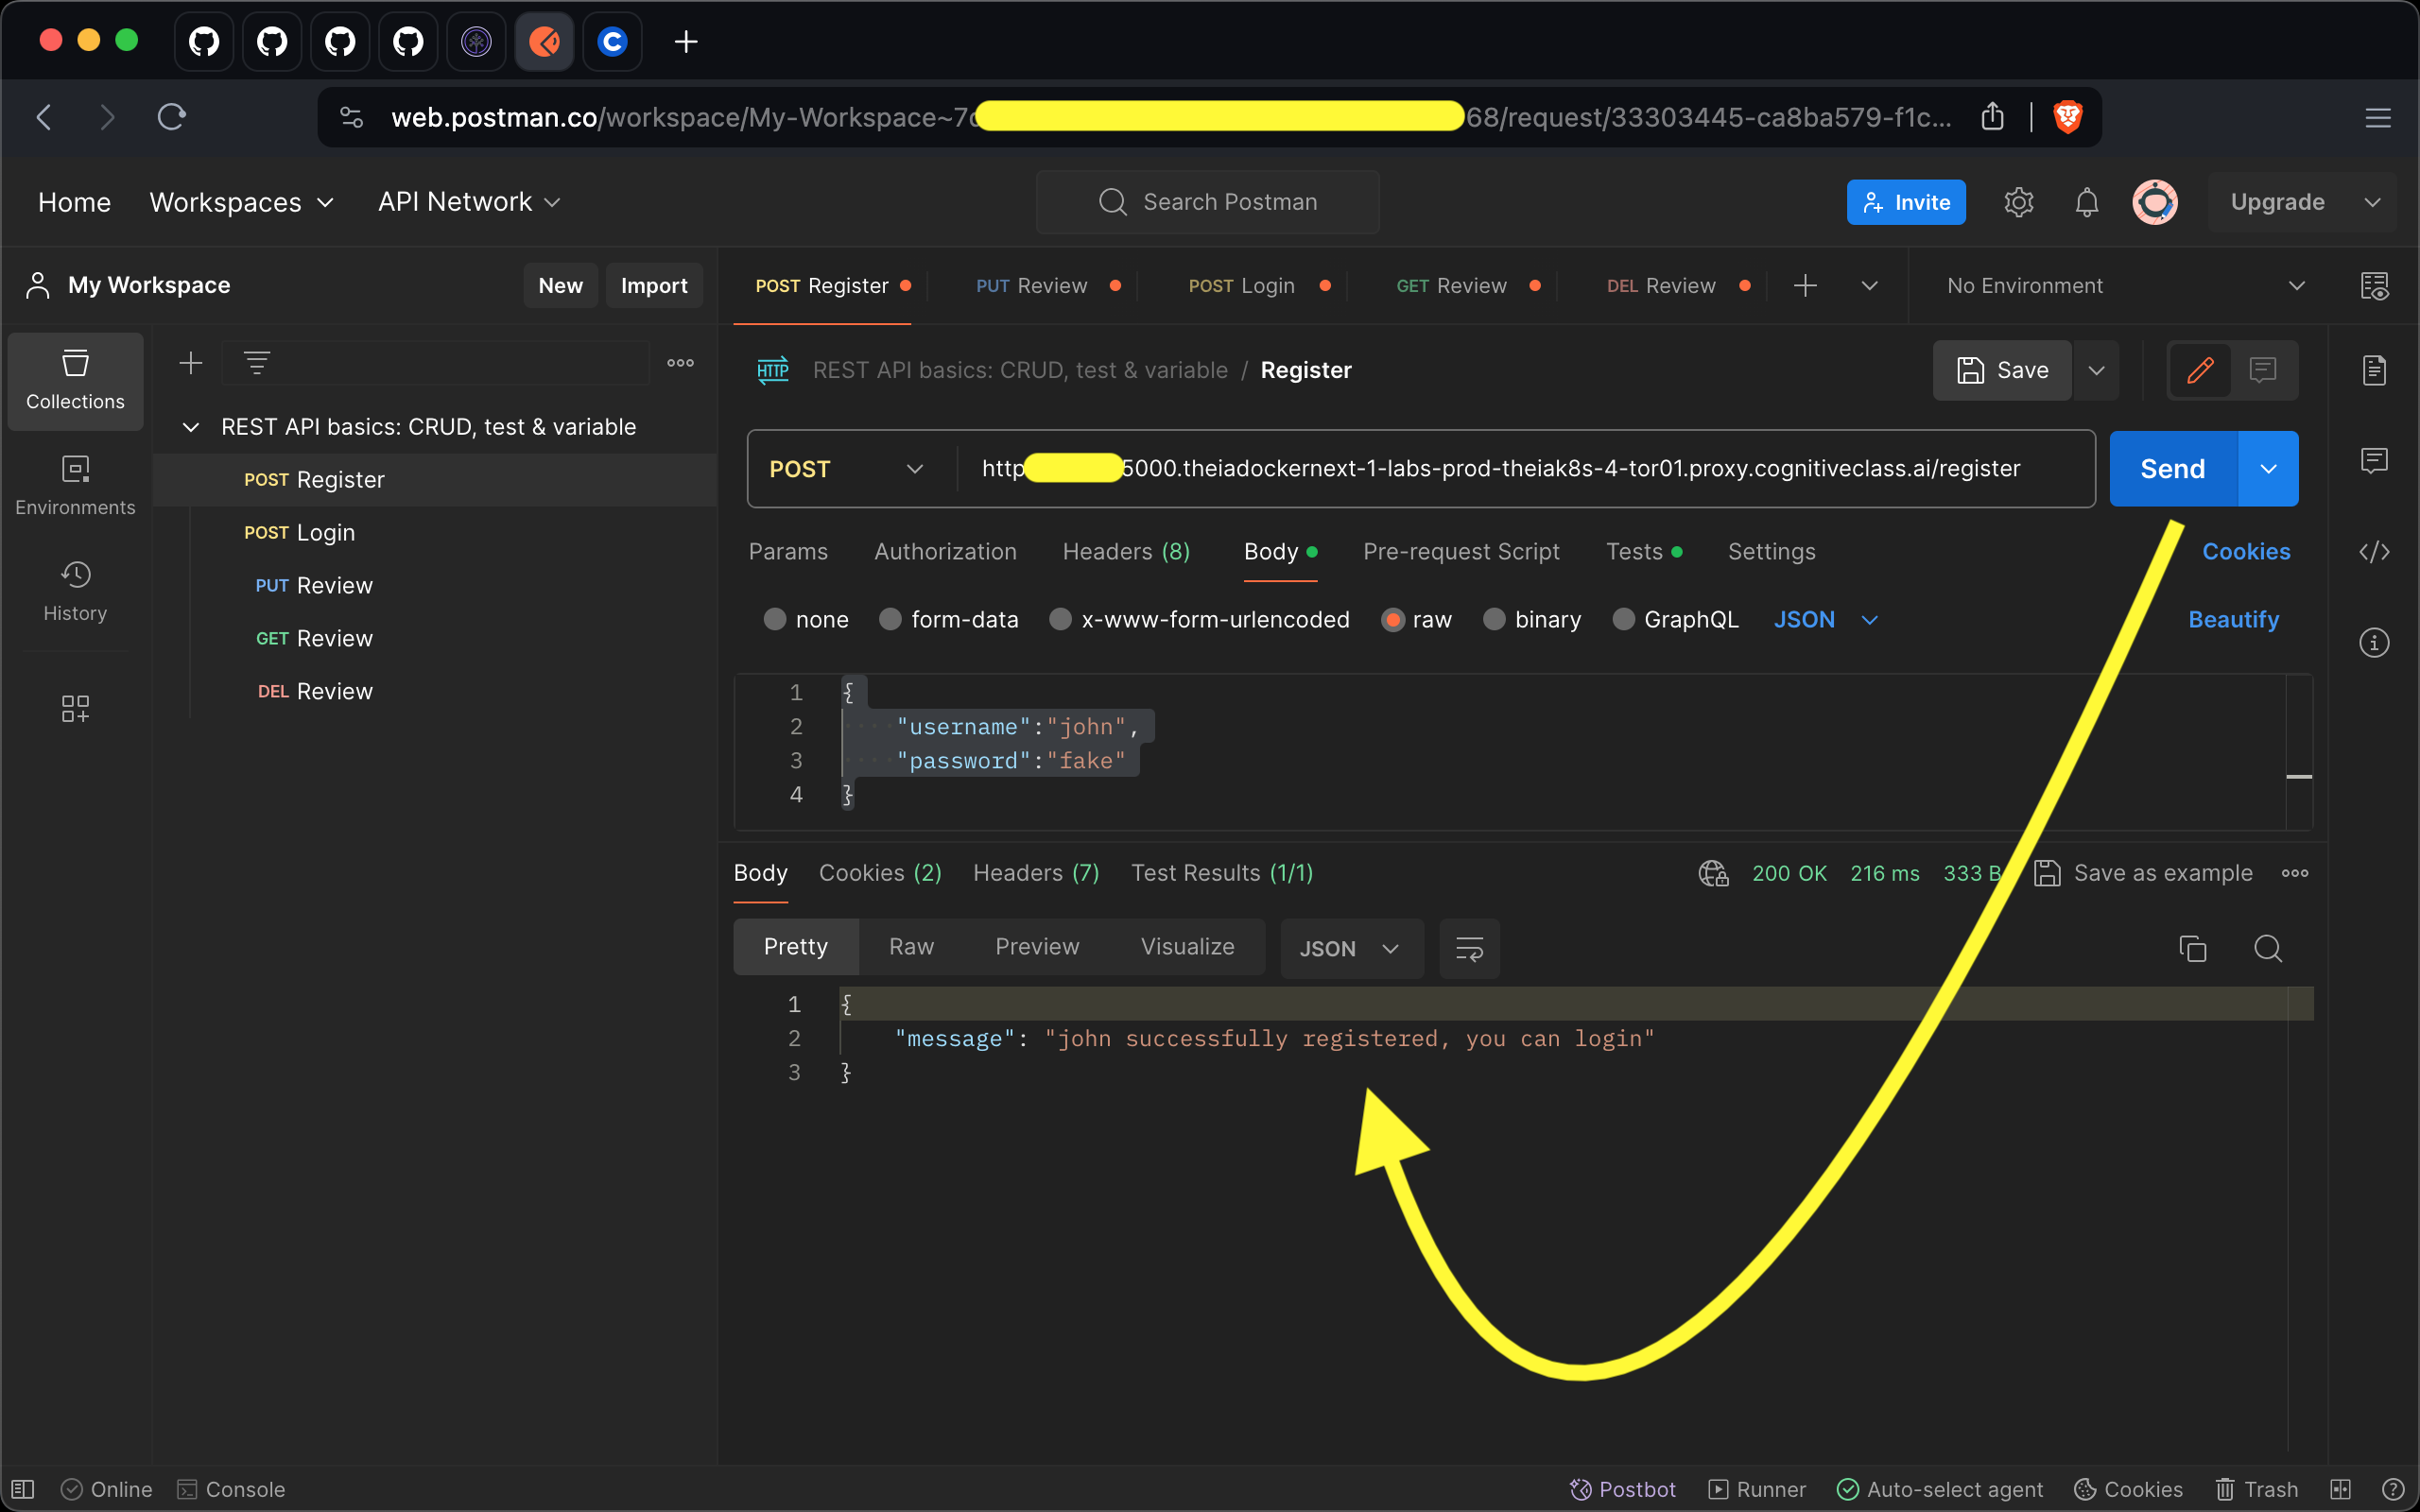 web.postman.co/workspace/My-Workspace~7 68/request/33303445-ca8ba579-f1c...
Home Workspaces API Network Search Postman Invite Upgrade
My Workspace New Import
POST Register PUT Review POST Login GET Review DEL Review No Environment
Collections
Environments
History
REST API basics: CRUD, test & variable
POST Register
POST Login
PUT Review
GET Review
DEL Review
HTTP REST API basics: CRUD, test & variable / Register Save
POST http 5000.theiadockernext-1-labs-prod-theiak8s-4-tor01.proxy.cognitiveclass.ai/register Send
Params Authorization Headers (8) Body Pre-request Script Tests Settings Cookies
none form-data x-www-form-urlencoded raw binary GraphQL JSON Beautify
1 {
2 "username":"john",
3 "password":"fake"
4 }
Body Cookies (2) Headers (7) Test Results (1/1) 200 OK 216 ms 333 B Save as example
Pretty Raw Preview Visualize JSON
1 {
2 "message": "john successfully registered, you can login"
3 }
Online Console Postbot Runner Auto-select agent Cookies Trash